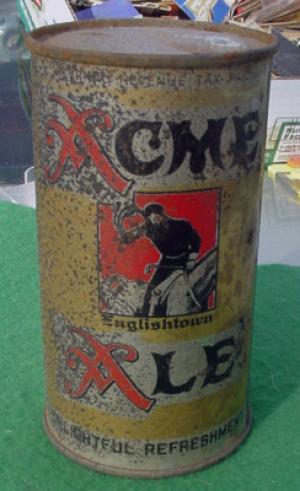 INTERNAL REVENUE TAX PAID
ACME
Englishtown
ALE
DELIGHTFUL REFRESHMENT